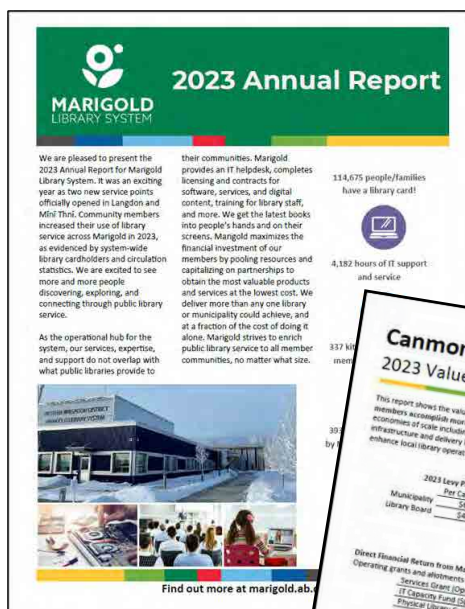 MARIGOLD
LIBRARY SYSTEM
2023 Annual Report
We are pleased to present the
2023 Annual Report for Marigold
Library System. It was an exciting
year as two new service points
officially opened in Langdon and
Mînî Thnî. Community members
increased their use of library
service across Marigold in 2023,
as evidenced by system-wide
library cardholders and circulation
statistics. We are excited to see
more and more people
discovering, exploring, and
connecting through public library
service.
As the operational hub for the
system, our services, expertise,
and support do not overlap with
what public libraries provide to
their communities. Marigold
provides an IT helpdesk, completes
licensing and contracts for
software, services, and digital
content, training for library staff,
and more. We get the latest books
into people's hands and on their
screens. Marigold maximizes the
financial investment of our
members by pooling resources and
capitalizing on partnerships to
obtain the most valuable products
and services at the lowest cost. We
deliver more than any one library
or municipality could achieve, and
at a fraction of the cost of doing it
alone. Marigold strives to enrich
public library service to all member
communities, no matter what size.
114,675 people/families
have a library card!
4,182 hours of IT support
and service
337 kit
mem
393
by
Find out more at marigold.ab.c
Canmor
2023 Value
This report shows the valu
members accomplish mor
economies of scale includin
infrastructure and delivery
enhance local library operat
2023 Levy P
Per Ca
Municipality
Library Board
Direct Financial Return from Ma
Operating grants and allotments
Services Grant (Op
IT Capacity Fund (S
Physical Librar